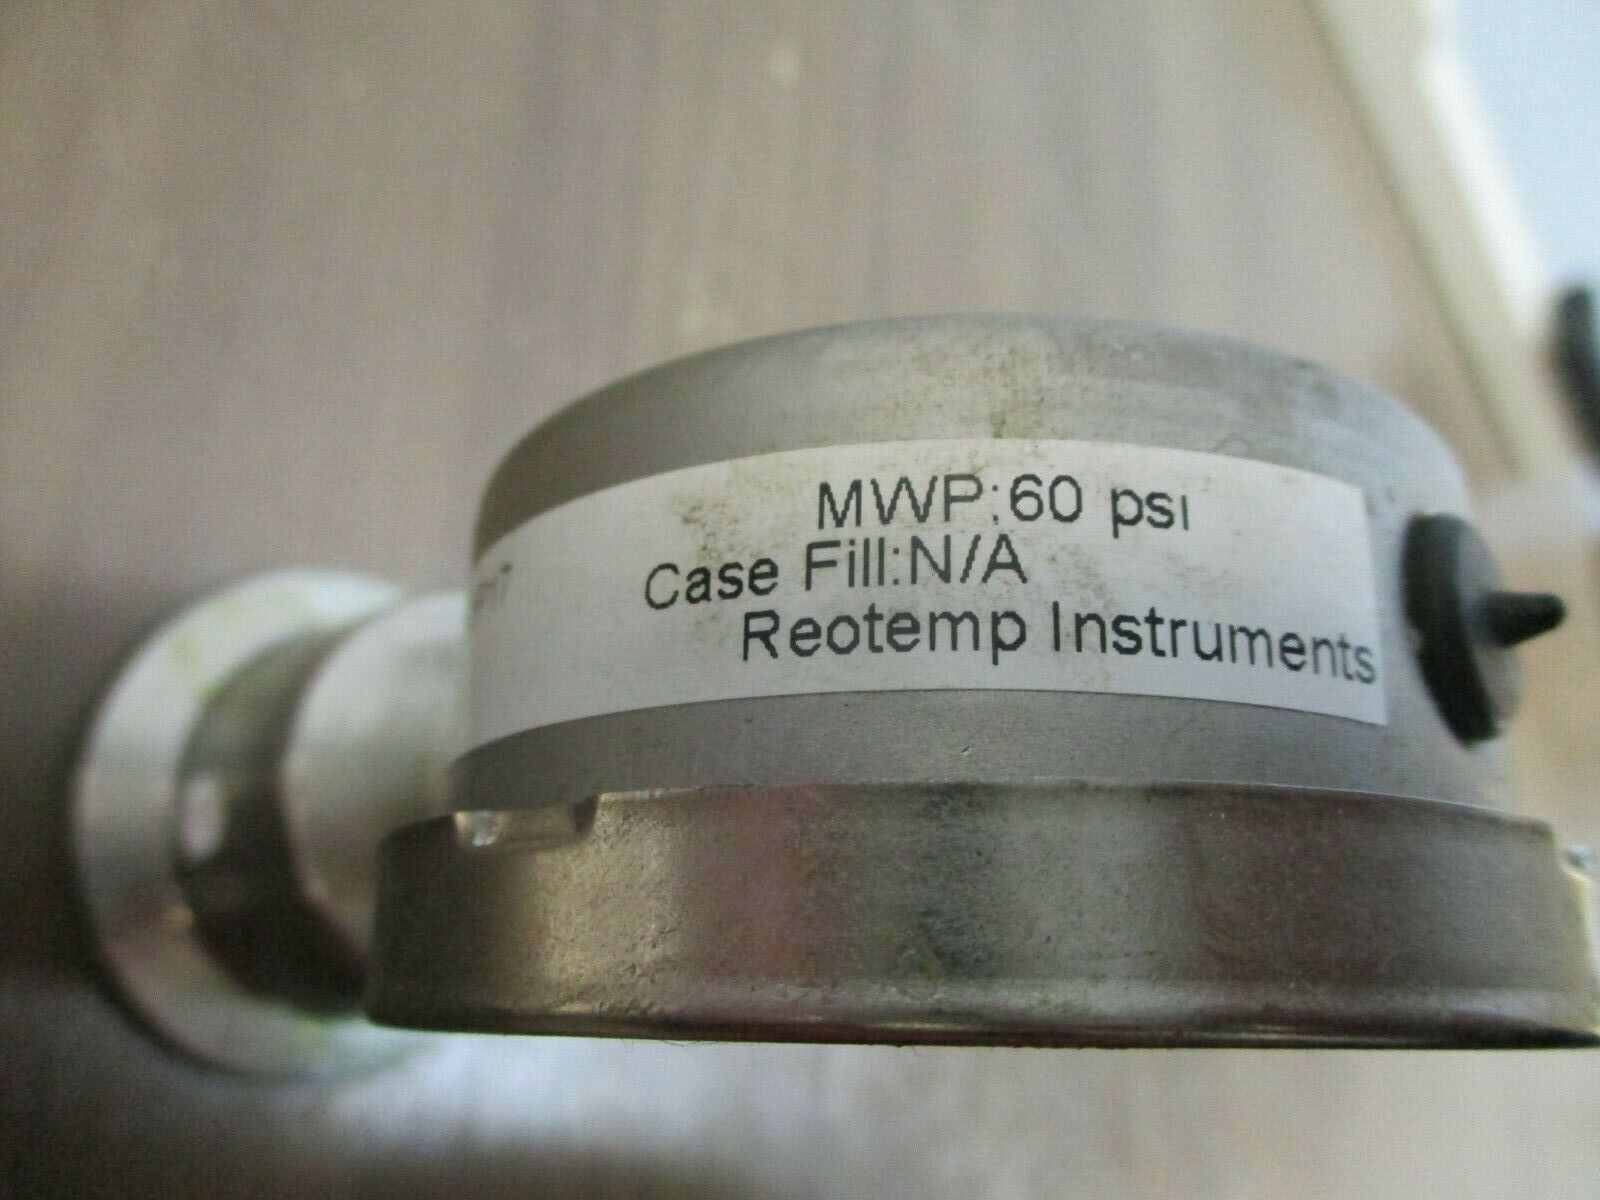 MWP:60 psi
Case Fill:N/A
Reotemp Instruments